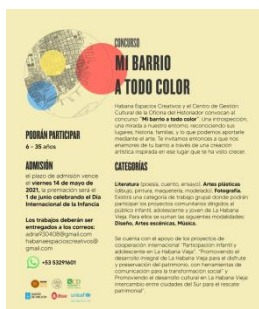 CONCURSO
MI BARRIO
A TODO COLOR
Habana Espacios Creativos y el Centro de Gestión
Cultural de la Oficina del Historiador convocan al
concurso "Mi barrio a todo color". Una introspección,
una mirada a nuestro entorno, reconociendo sus
lugares, historia, familias, y lo que podemos aportarle
mediante el arte. Te invitamos entonces a que nos
enamores de tu barrio a través de una creación
artística inspirada en ese lugar que te ha visto crecer.
PODRÁN PARTICIPAR
6 - 35 años
ADMISIÓN
el plazo de admisión vence
el viernes 14 de mayo de
2021, la premiación será el
1 de junio celebrando el Día
Internacional de la Infancia
Los trabajos deberán ser
entregados a los correos:
adria930408@gmail.com
habanaespacioscreativos@
gmail.com
+53 53291601
CATEGORÍAS
Literatura (poesía, cuento, ensayo), Artes plásticas
(dibujo, pintura, maquetería, modelado), Fotografía.
Existirá una categoría de trabajo grupal donde podrán
participar los proyectos comunitarios dirigidos al
público infantil, adolescente y joven de La Habana
Vieja. Para ellos se suman las siguientes modalidades:
Diseño, Artes escénicas, Música.
Se cuenta con el apoyo de los proyectos de
cooperación internacional "Participación infantil y
adolescente en La Habana Vieja", "Promoviendo el
desarrollo integral de La Habana Vieja para el disfrute
y preservación del patrimonio, con herramientas de
comunicación para la transformación social" y
"Promoviendo el desarrollo cultural en La Habana Vieja:
intercambio entre ciudades del Sur para el rescate
patrimonial".
unicef